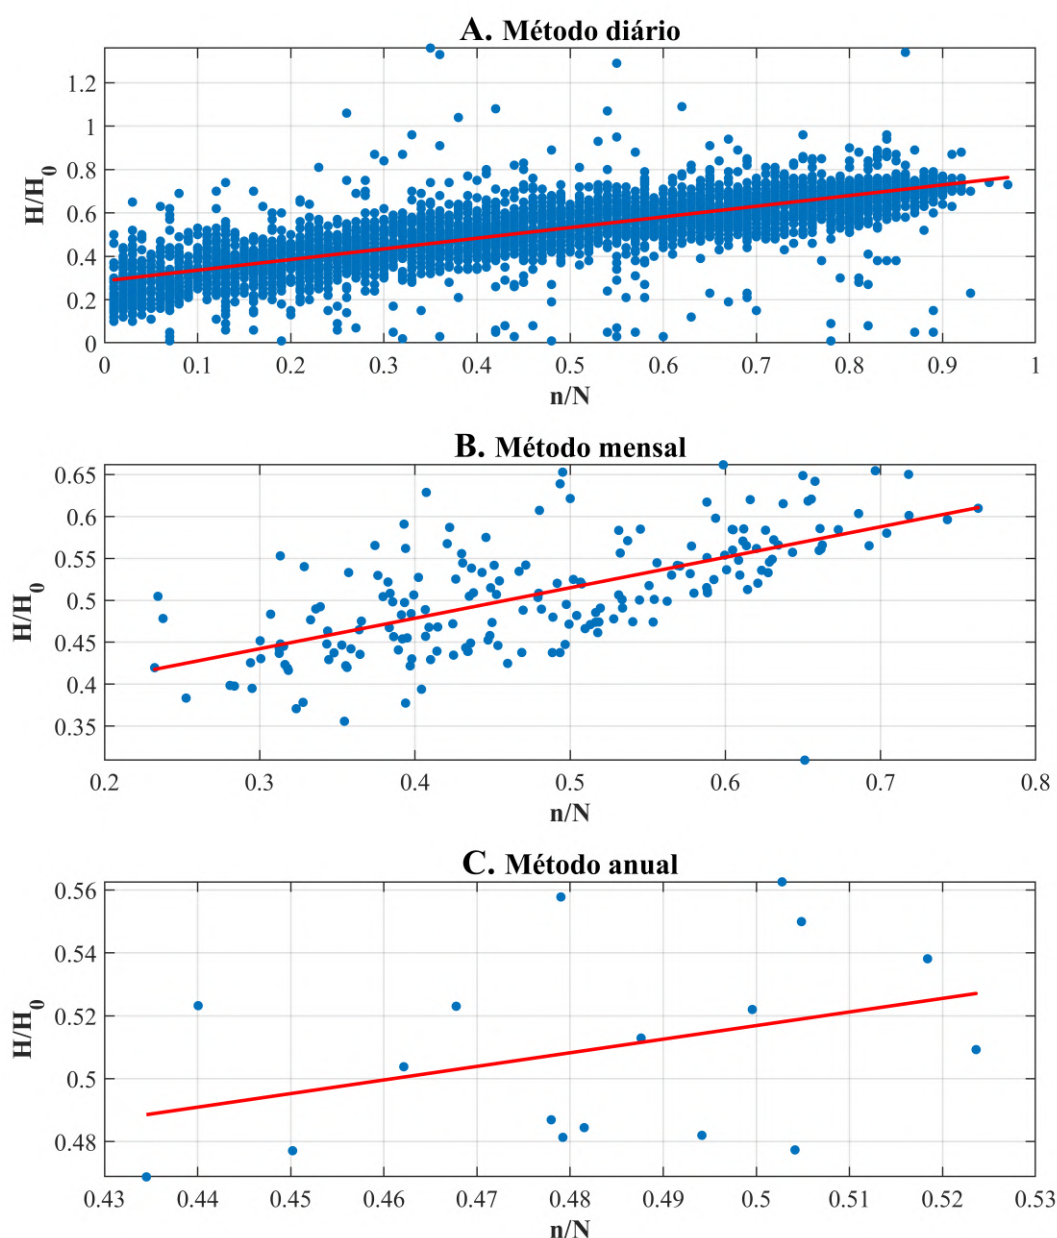 A. Método diário
1.2
1
0.8
0.6
0.4
0.2
0
H/H₀
0 0.1 0.2 0.3 0.4 0.5 0.6 0.7 0.8 0.9 1
n/N
B. Método mensal
0.65
0.6
0.55
0.5
0.45
0.4
0.35
H/H₀
0.2 0.3 0.4 0.5 0.6 0.7 0.8
n/N
C. Método anual
0.56
0.54
0.52
0.5
0.48
H/H₀
0.43 0.44 0.45 0.46 0.47 0.48 0.49 0.5 0.51 0.52 0.53
n/N